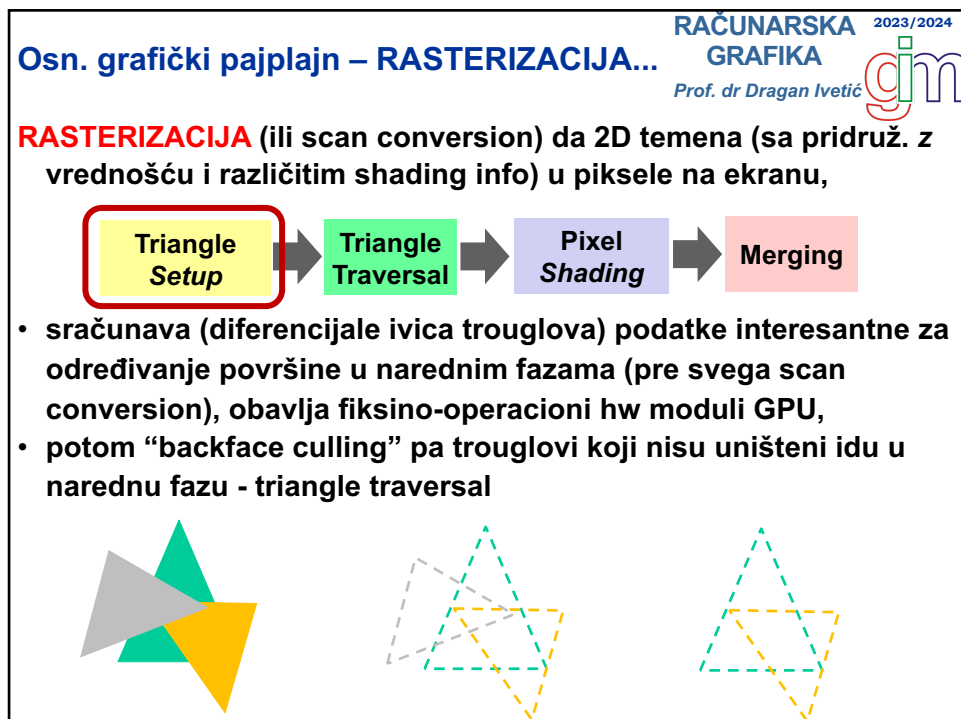 Osn. grafički pajplajn – RASTERIZACIJA...
RAČUNARSKA
GRAFIKA
Prof. dr Dragan Ivetić
2023/2024
gim
RASTERIZACIJA (ili scan conversion) da 2D temena (sa pridruž. z
vrednošću i različitim shading info) u piksele na ekranu,
Triangle
Setup
Triangle
Traversal
Pixel
Shading
Merging
• sračunava (diferencijale ivica trouglova) podatke interesantne za
određivanje površine u narednim fazama (pre svega scan
conversion), obavlja fiksino-operacioni hw moduli GPU,
• potom “backface culling” pa trouglovi koji nisu uništeni idu u
narednu fazu - triangle traversal